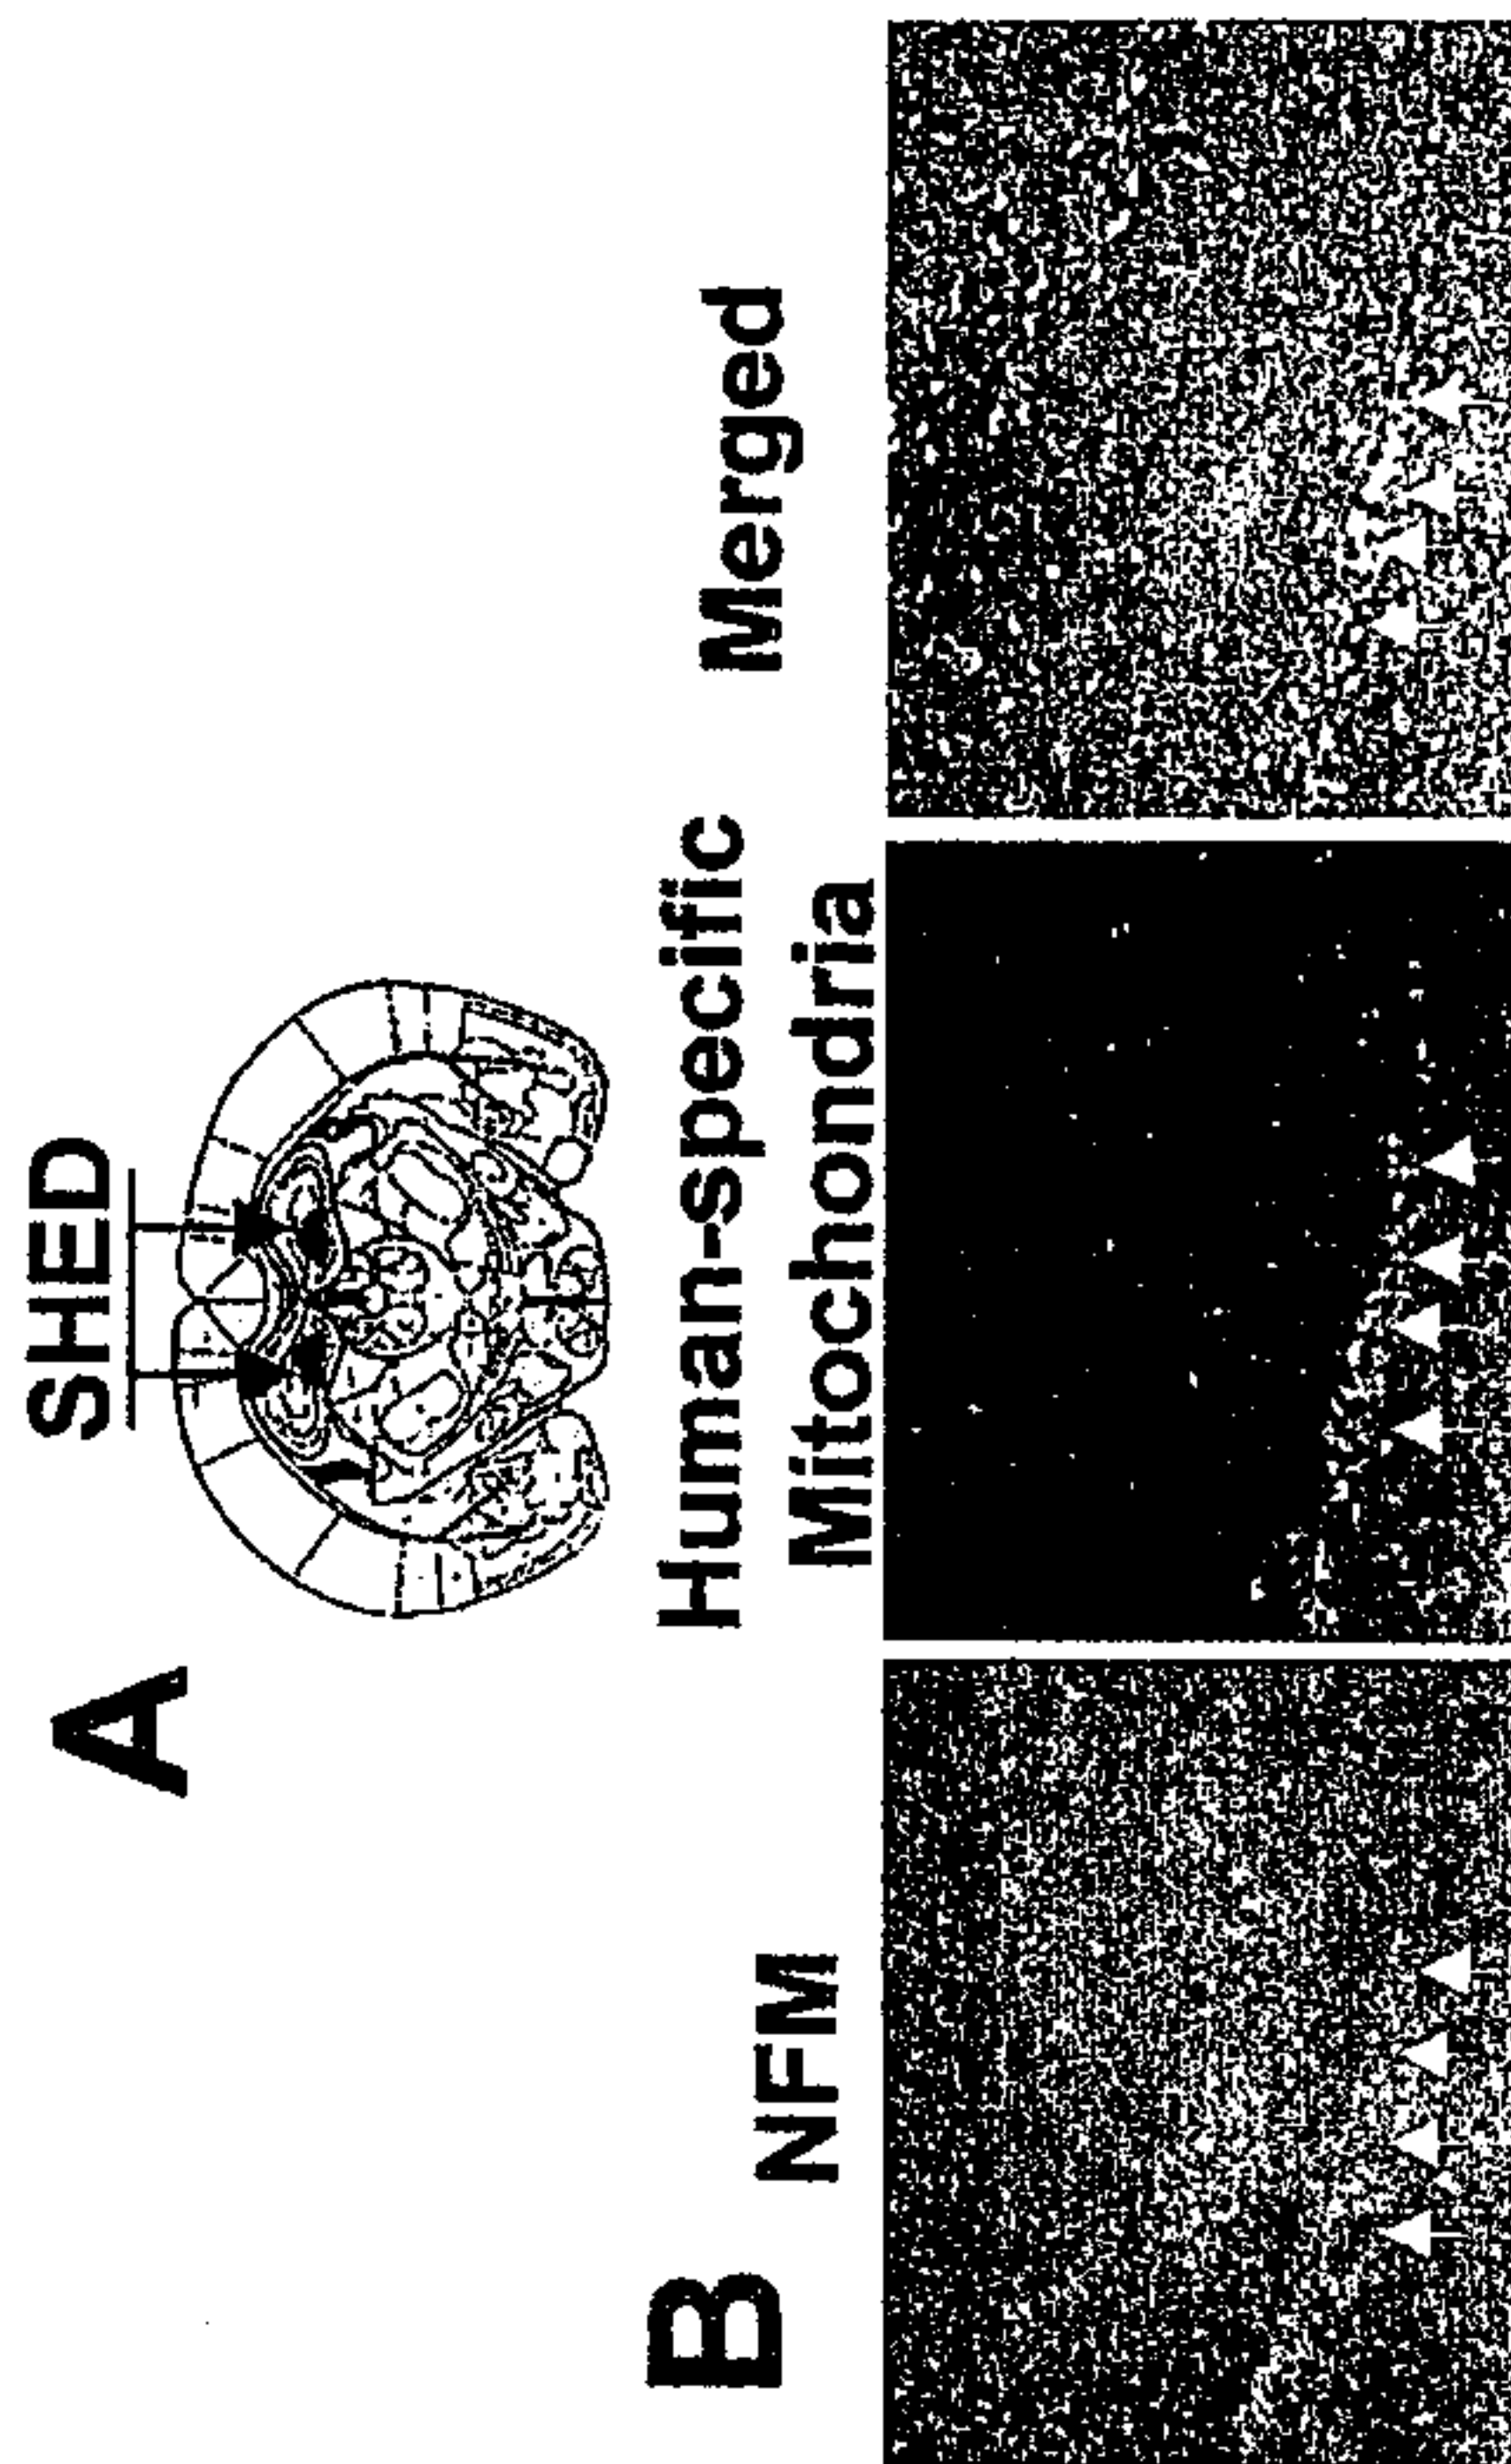 A
SHED
B
NFM
Human-specific
Mitochondria
Merged